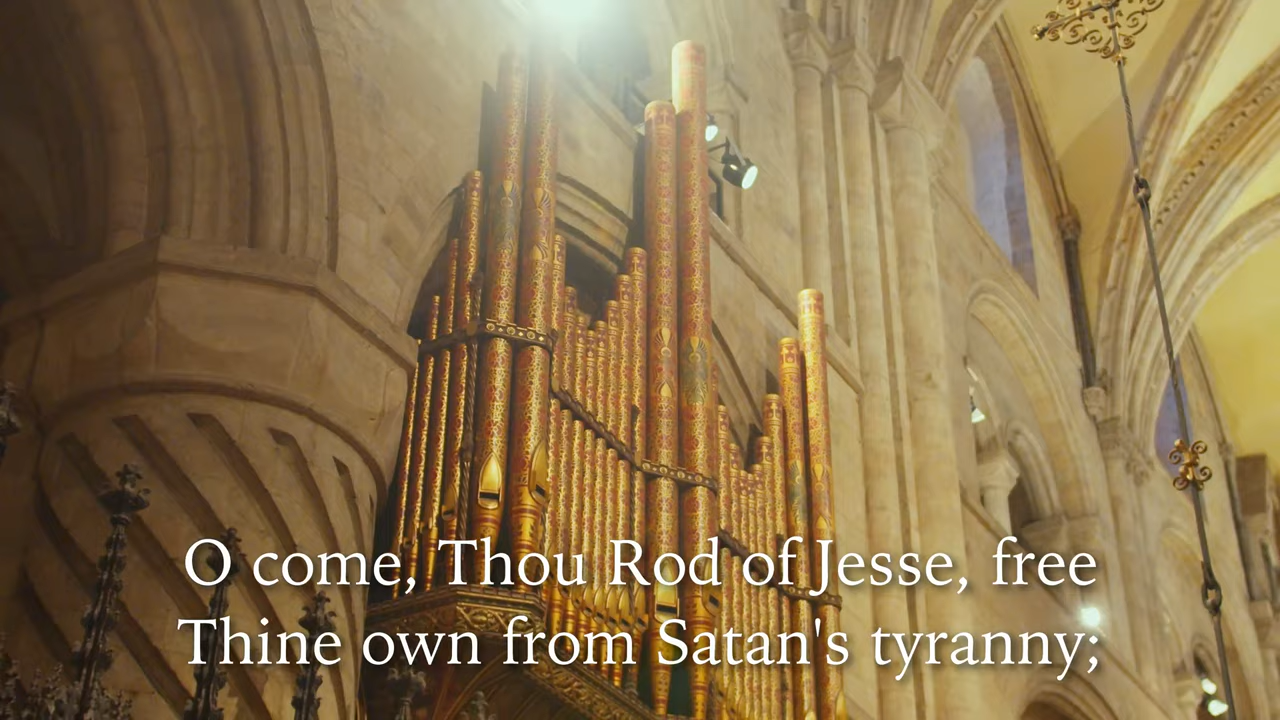 O come, Thou Rod of Jesse, free
Thine own from Satan's tyranny;